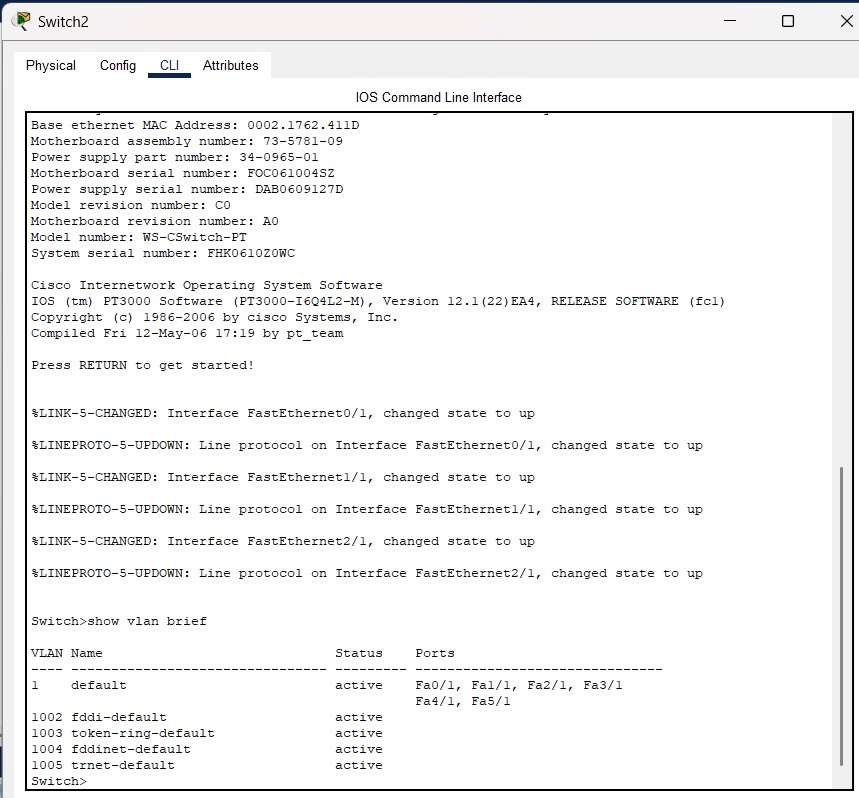 Switch2
Physical Config CLI Attributes
IOS Command Line Interface
Base ethernet MAC Address: 0002.1762.411D
Motherboard assembly number: 73-5781-09
Power supply part number: 34-0965-01
Motherboard serial number: FOC061004SZ
Power supply serial number: DAB0609127D
Model revision number: C0
Motherboard revision number: A0
Model number: WS-CSwitch-PT
System serial number: FHK0610Z0WC
Cisco Internetwork Operating System Software
IOS (tm) PT3000 Software (PT3000-I6Q4L2-M), Version 12.1(22)EA4, RELEASE SOFTWARE (fc1)
Copyright (c) 1986-2006 by cisco Systems, Inc.
Compiled Fri 12-May-06 17:19 by pt_team
Press RETURN to get started!
%LINK-5-CHANGED: Interface FastEthernet0/1, changed state to up
%LINEPROTO-5-UPDOWN: Line protocol on Interface FastEthernet0/1, changed state to up
%LINK-5-CHANGED: Interface FastEthernet1/1, changed state to up
%LINEPROTO-5-UPDOWN: Line protocol on Interface FastEthernet1/1, changed state to up
%LINK-5-CHANGED: Interface FastEthernet2/1, changed state to up
%LINEPROTO-5-UPDOWN: Line protocol on Interface FastEthernet2/1, changed state to up
Switch>show vlan brief
VLAN Name                             Status    Ports
---- -------------------------------- --------- -------------------------------
1    default                          active    Fa0/1, Fa1/1, Fa2/1, Fa3/1
                                                Fa4/1, Fa5/1
1002 fddi-default                     active
1003 token-ring-default               active
1004 fddinet-default                  active
1005 trnet-default                    active
Switch>